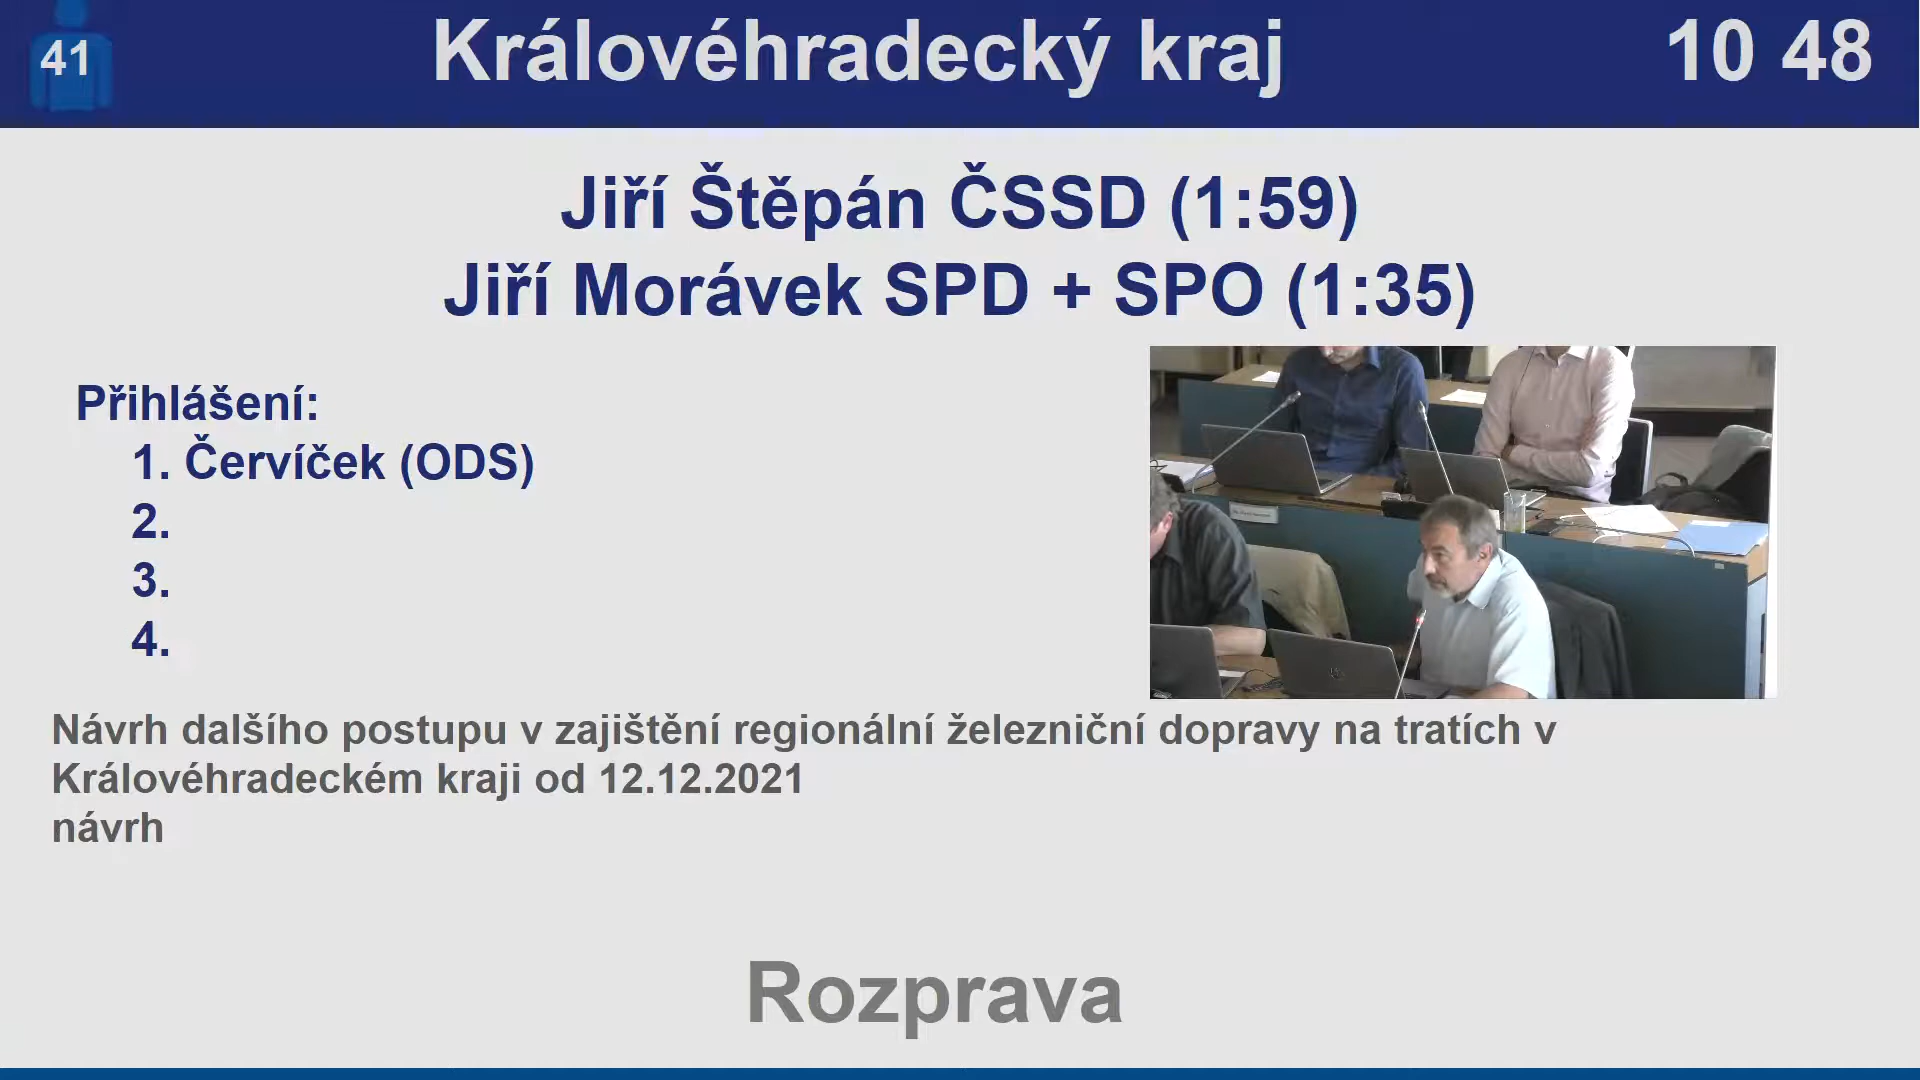 41
Královéhradecký kraj
10 48
Jiří Štěpán ČSSD (1:59)
Jiří Morávek SPD + SPO (1:35)
Přihlášení:
1. Červíček (ODS)
2.
3.
4.
Návrh dalšího postupu v zajištění regionální železniční dopravy na tratích v
Královéhradeckém kraji od 12.12.2021
návrh
Rozprava